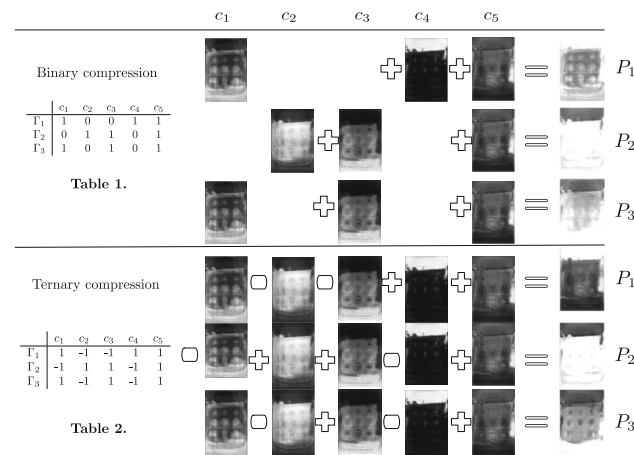 c1 c2 c3 c4 c5
Binary compression
P1
c1 c2 c3 c4 c5
Γ1 1 0 0 1 1
Γ2 0 1 1 0 1
Γ3 1 0 1 0 1
P2
Table 1.
P3
Ternary compression
P1
c1 c2 c3 c4 c5
Γ1 1 -1 -1 1 1
Γ2 -1 1 1 -1 1
Γ3 1 -1 1 -1 1
P2
Table 2.
P3